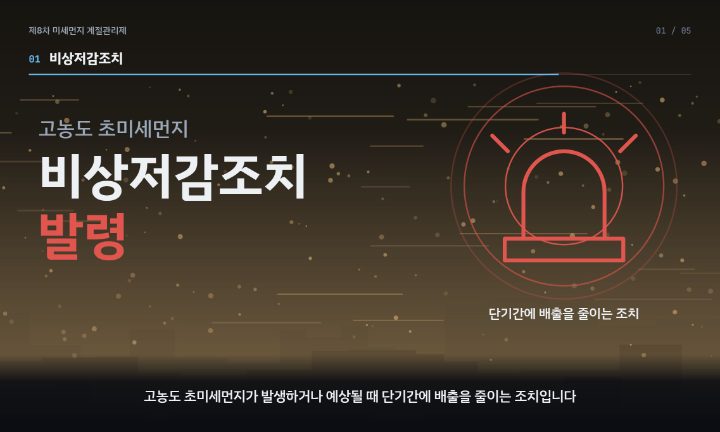 제8차 미세먼지 계절관리제
01 / 05
01 비상저감조치
고농도 초미세먼지
비상저감조치
발령
단기간에 배출을 줄이는 조치
고농도 초미세먼지가 발생하거나 예상될 때 단기간에 배출을 줄이는 조치입니다